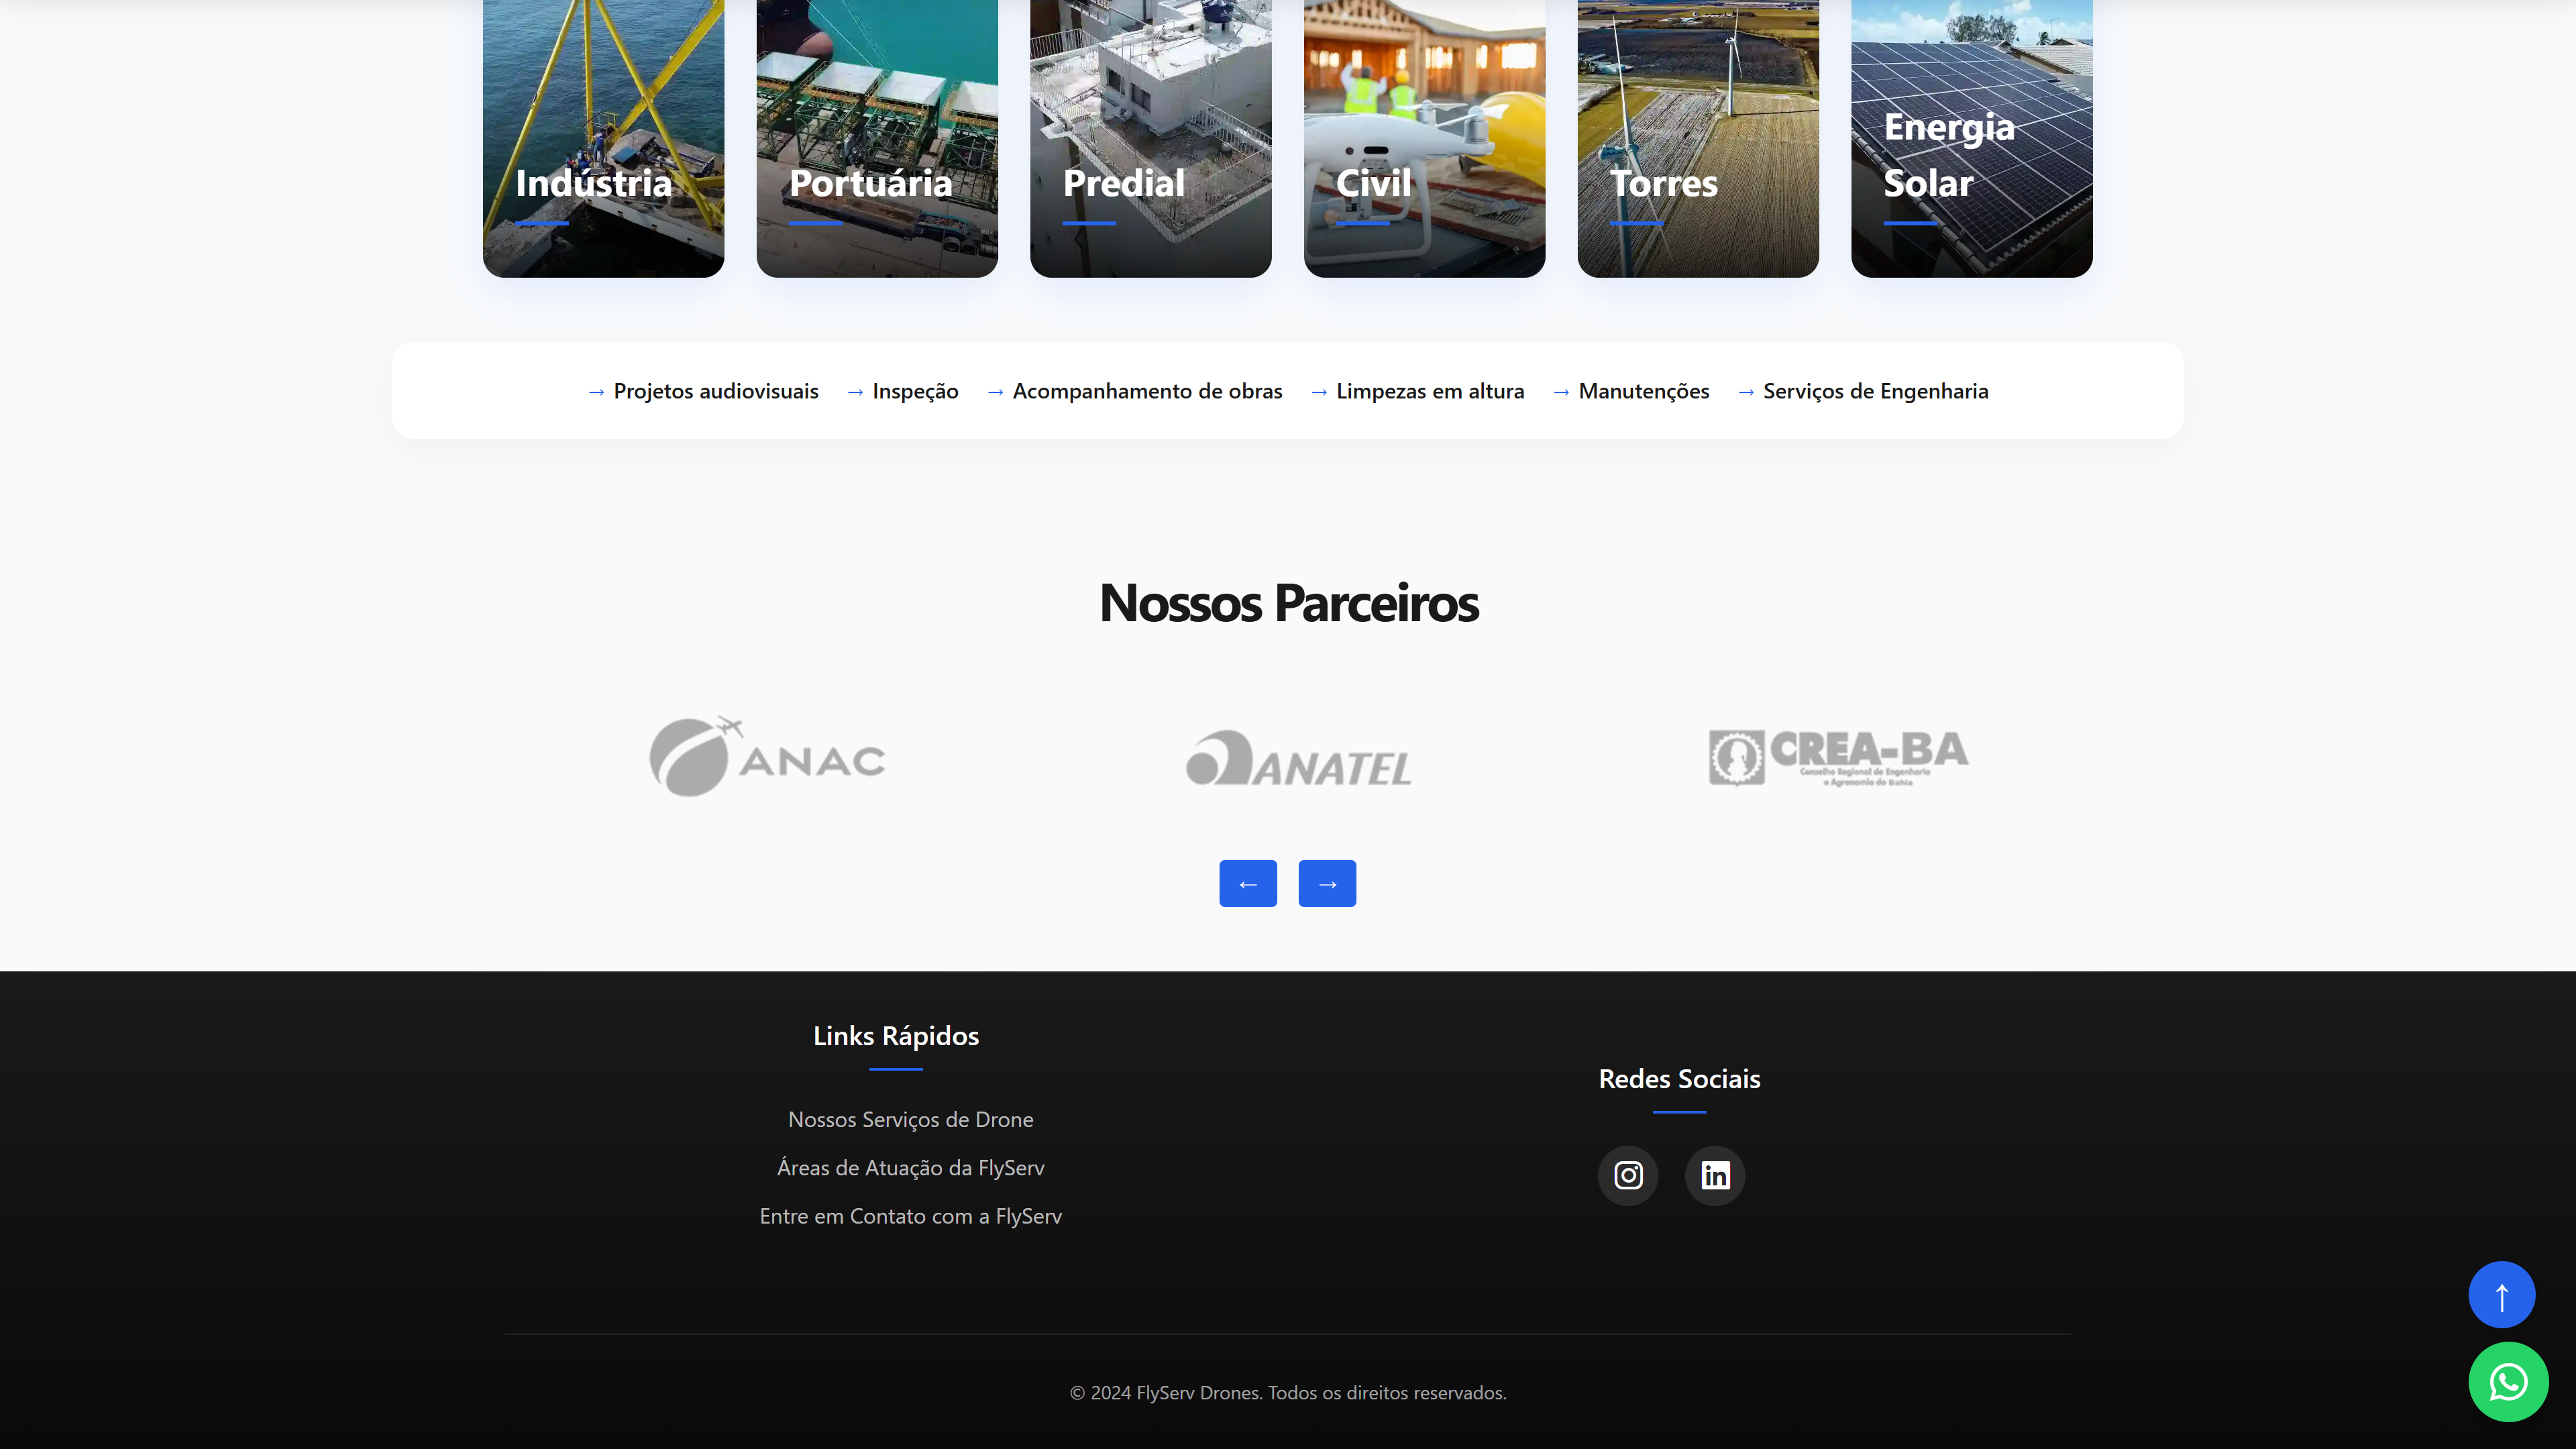 Indústria
Portuária
Predial
Civil
Torres
Energia
Solar
→ Projetos audiovisuais → Inspeção → Acompanhamento de obras → Limpezas em altura → Manutenções → Serviços de Engenharia
Nossos Parceiros
ANAC
ANATEL
CREA-BA
Conselho Regional de Engenharia
e Agronomia da Bahia
← →
Links Rápidos
Nossos Serviços de Drone
Áreas de Atuação da FlyServ
Entre em Contato com a FlyServ
Redes Sociais
in
↑
© 2024 FlyServ Drones. Todos os direitos reservados.